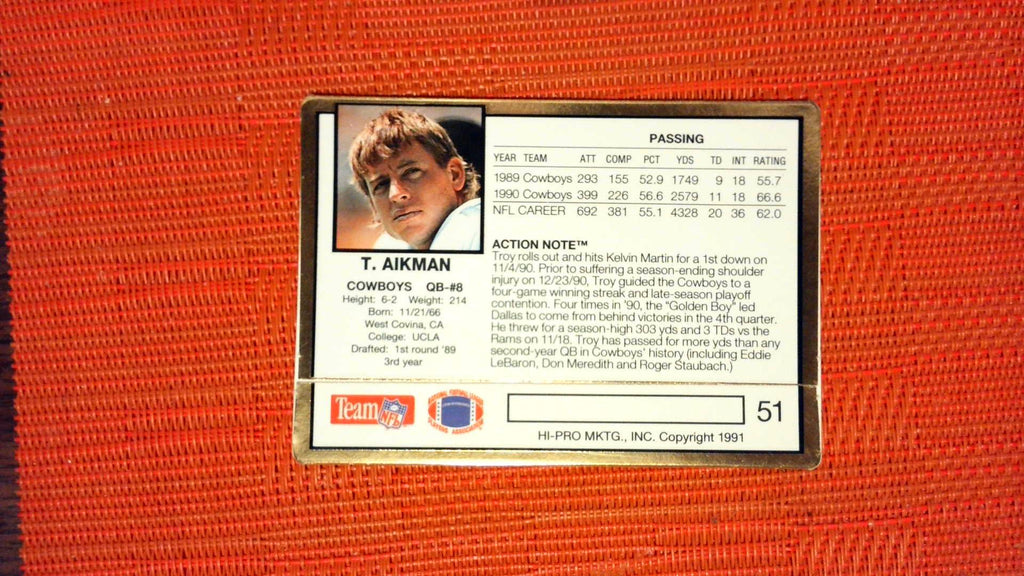 T. AIKMAN
COWBOYS QB-#8
Height: 6-2 Weight: 214
Born: 11/21/66
West Covina, CA
College: UCLA
Drafted: 1st round '89
3rd year
PASSING
YEAR TEAM ATT COMP PCT YDS TD INT RATING
1989 Cowboys 293 155 52.9 1749 9 18 55.7
1990 Cowboys 399 226 56.6 2579 11 18 66.6
NFL CAREER 692 381 55.1 4328 20 36 62.0
ACTION NOTE™
Troy rolls out and hits Kelvin Martin for a 1st down on
11/4/90. Prior to suffering a season-ending shoulder
injury on 12/23/90, Troy guided the Cowboys to a
four-game winning streak and late-season playoff
contention. Four times in '90, the "Golden Boy" led
Dallas to come from behind victories in the 4th quarter.
He threw for a season-high 303 yds and 3 TDs vs the
Rams on 11/18. Troy has passed for more yds than any
second-year QB in Cowboys' history (including Eddie
LeBaron, Don Meredith and Roger Staubach.)
Team NFL
NATIONAL FOOTBALL LEAGUE
PLAYERS ASSOCIATION
51
HI-PRO MKTG., INC. Copyright 1991